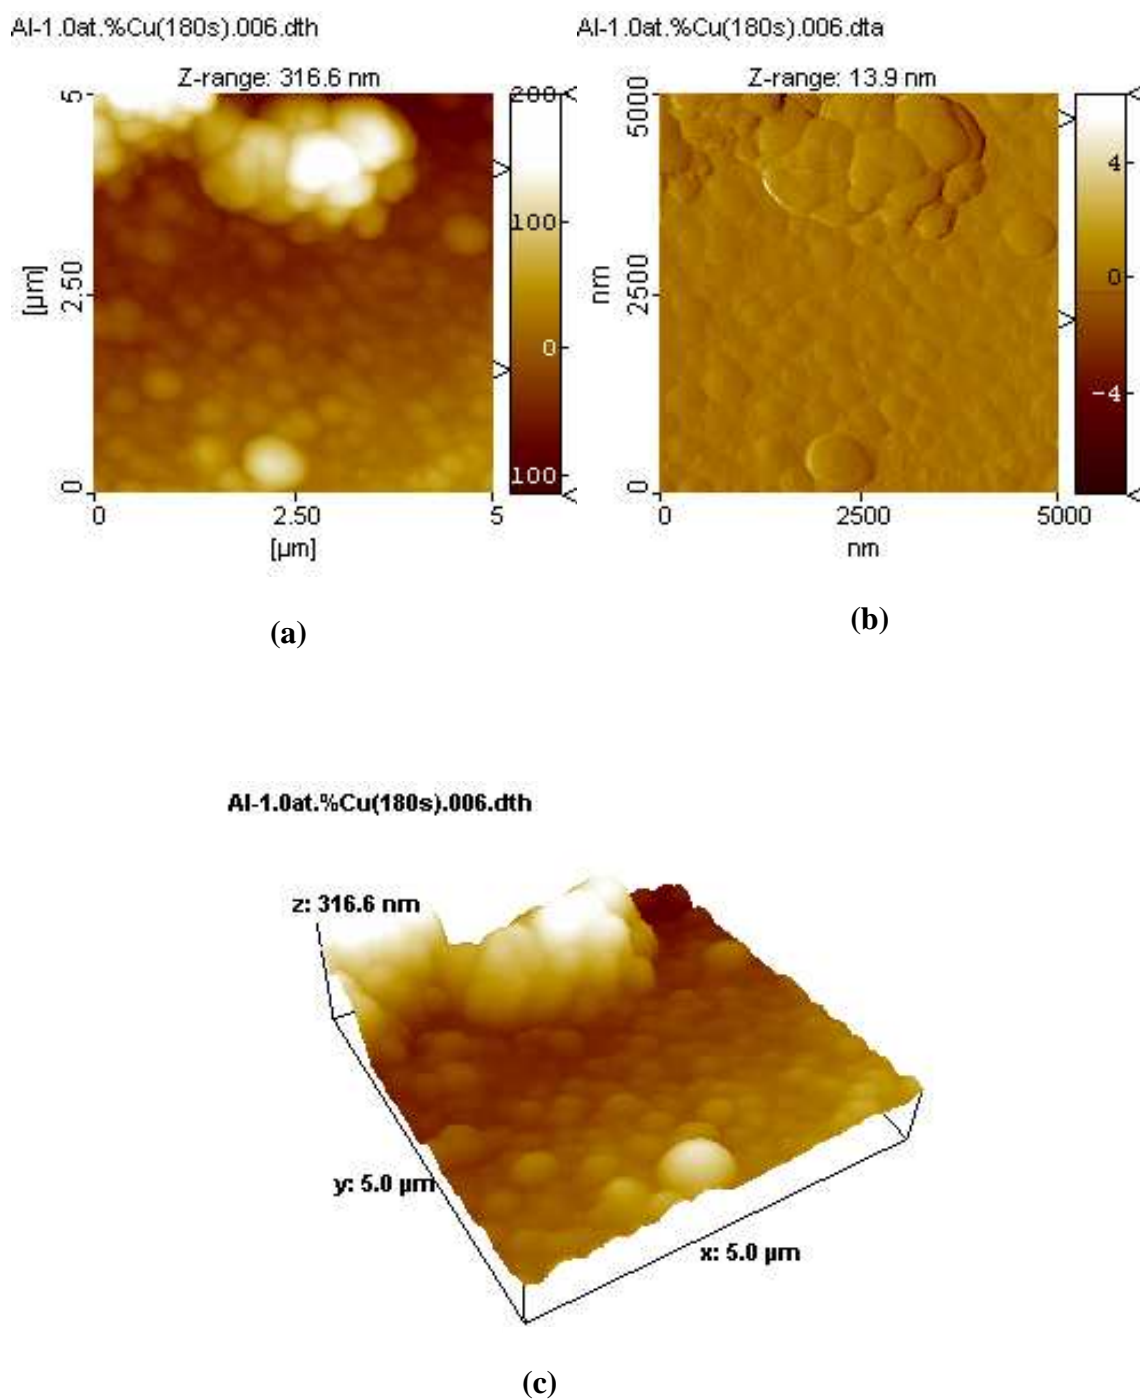 Al-1.0at.%Cu(180s).006.dth
Z-range: 316.6 nm
5
2.50
0
[µm]
0 2.50 5
[µm]
200
100
0
100
(a)
Al-1.0at.%Cu(180s).006.dta
Z-range: 13.9 nm
5000
2500
0
nm
0 2500 5000
nm
4
0
-4
(b)
Al-1.0at.%Cu(180s).006.dth
z: 316.6 nm
y: 5.0 µm
x: 5.0 µm
(c)